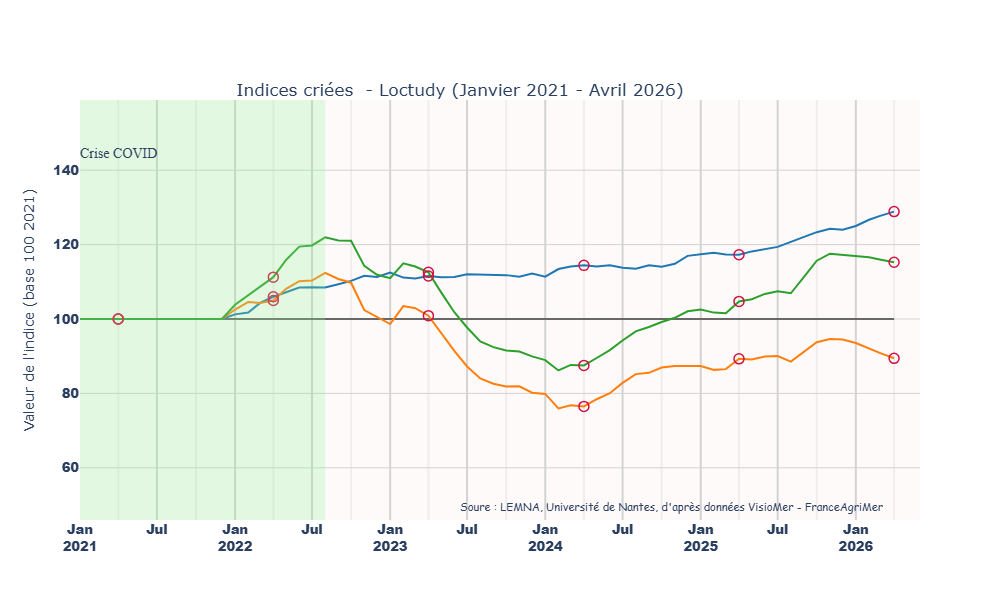 Indices criées  - Loctudy (Janvier 2021 - Avril 2026)
Crise COVID
Valeur de l'indice (base 100 2021)
140
120
100
80
60
Soure : LEMNA, Université de Nantes, d'après données VisioMer - FranceAgriMer
Jan Jul Jan Jul Jan Jul Jan Jul Jan Jul Jan
2021 2022 2023 2024 2025 2026